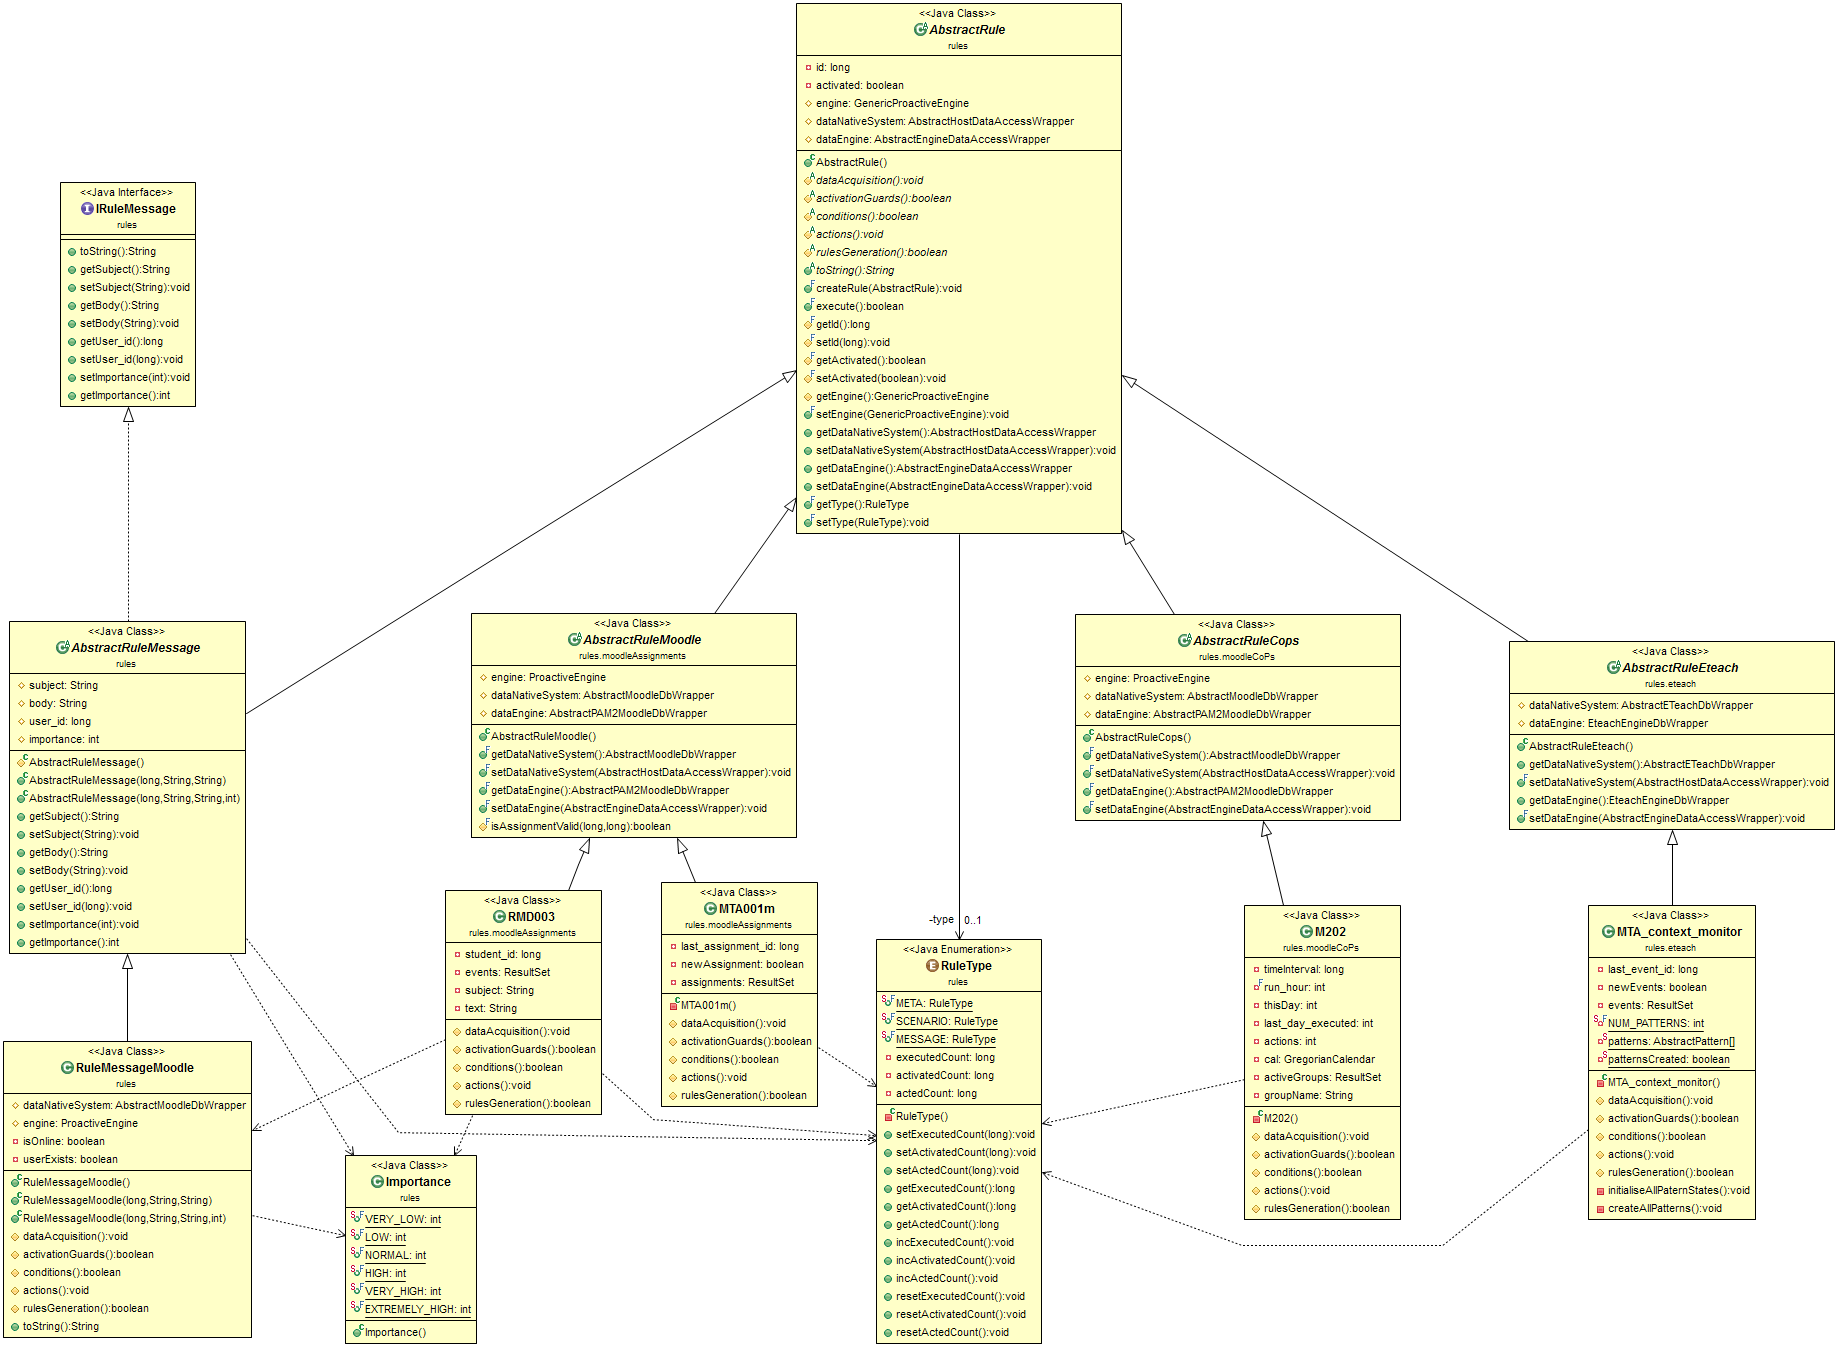 <<Java Class>>
AbstractRule
rules
id: long
activated: boolean
engine: GenericProactiveEngine
dataNativeSystem: AbstractHostDataAccessWrapper
dataEngine: AbstractEngineDataAccessWrapper
AbstractRule()
dataAcquisition():void
activationGuards():boolean
conditions():boolean
actions():void
rulesGeneration():boolean
toString():String
createRule(AbstractRule):void
execute():boolean
getId():long
setId(long):void
getActivated():boolean
setActivated(boolean):void
getEngine():GenericProactiveEngine
setEngine(GenericProactiveEngine):void
getDataNativeSystem():AbstractHostDataAccessWrapper
setDataNativeSystem(AbstractHostDataAccessWrapper):void
getDataEngine():AbstractEngineDataAccessWrapper
setDataEngine(AbstractEngineDataAccessWrapper):void
getType():RuleType
setType(RuleType):void
<<Java Interface>>
IRuleMessage
rules
toString():String
getSubject():String
setSubject(String):void
getBody():String
setBody(String):void
getUser_id():long
setUser_id(long):void
setImportance(int):void
getImportance():int
<<Java Class>>
AbstractRuleMessage
rules
subject: String
body: String
user_id: long
importance: int
AbstractRuleMessage()
AbstractRuleMessage(long,String,String)
AbstractRuleMessage(long,String,String,int)
getSubject():String
setSubject(String):void
getBody():String
setBody(String):void
getUser_id():long
setUser_id(long):void
setImportance(int):void
getImportance():int
<<Java Class>>
AbstractRuleMoodle
rules.moodleAssignments
engine: ProactiveEngine
dataNativeSystem: AbstractMoodleDbWrapper
dataEngine: AbstractPAM2MoodleDbWrapper
AbstractRuleMoodle()
getDataNativeSystem():AbstractMoodleDbWrapper
setDataNativeSystem(AbstractHostDataAccessWrapper):void
getDataEngine():AbstractPAM2MoodleDbWrapper
setDataEngine(AbstractEngineDataAccessWrapper):void
isAssignmentValid(long,long):boolean
<<Java Class>>
AbstractRuleCops
rules.moodleCoPs
engine: ProactiveEngine
dataNativeSystem: AbstractMoodleDbWrapper
dataEngine: AbstractPAM2MoodleDbWrapper
AbstractRuleCops()
getDataNativeSystem():AbstractMoodleDbWrapper
setDataNativeSystem(AbstractHostDataAccessWrapper):void
getDataEngine():AbstractPAM2MoodleDbWrapper
setDataEngine(AbstractEngineDataAccessWrapper):void
<<Java Class>>
AbstractRuleEteach
rules.eteach
dataNativeSystem: AbstractETeachDbWrapper
dataEngine: EteachEngineDbWrapper
AbstractRuleEteach()
getDataNativeSystem():AbstractETeachDbWrapper
setDataNativeSystem(AbstractHostDataAccessWrapper):void
getDataEngine():EteachEngineDbWrapper
setDataEngine(AbstractEngineDataAccessWrapper):void
<<Java Class>>
RMD003
rules.moodleAssignments
student_id: long
events: ResultSet
subject: String
text: String
dataAcquisition():void
activationGuards():boolean
conditions():boolean
actions():void
rulesGeneration():boolean
<<Java Class>>
MTA001m
rules.moodleAssignments
last_assignment_id: long
newAssignment: boolean
assignments: ResultSet
MTA001m()
dataAcquisition():void
activationGuards():boolean
conditions():boolean
actions():void
rulesGeneration():boolean
-type 0..1
<<Java Enumeration>>
RuleType
rules
META: RuleType
SCENARIO: RuleType
MESSAGE: RuleType
executedCount: long
activatedCount: long
actedCount: long
RuleType()
setExecutedCount(long):void
setActivatedCount(long):void
setActedCount(long):void
getExecutedCount():long
getActivatedCount():long
getActedCount():long
incExecutedCount():void
incActivatedCount():void
incActedCount():void
resetExecutedCount():void
resetActivatedCount():void
resetActedCount():void
<<Java Class>>
M202
rules.moodleCoPs
timeInterval: long
run_hour: int
thisDay: int
last_day_executed: int
actions: int
cal: GregorianCalendar
activeGroups: ResultSet
groupName: String
M202()
dataAcquisition():void
activationGuards():boolean
conditions():boolean
actions():void
rulesGeneration():boolean
<<Java Class>>
MTA_context_monitor
rules.eteach
last_event_id: long
newEvents: boolean
events: ResultSet
NUM_PATTERNS: int
patterns: AbstractPattern[]
patternsCreated: boolean
MTA_context_monitor()
dataAcquisition():void
activationGuards():boolean
conditions():boolean
actions():void
rulesGeneration():boolean
initialiseAllPaternStates():void
createAllPatterns():void
<<Java Class>>
RuleMessageMoodle
rules
dataNativeSystem: AbstractMoodleDbWrapper
engine: ProactiveEngine
isOnline: boolean
userExists: boolean
RuleMessageMoodle()
RuleMessageMoodle(long,String,String)
RuleMessageMoodle(long,String,String,int)
dataAcquisition():void
activationGuards():boolean
conditions():boolean
actions():void
rulesGeneration():boolean
toString():String
<<Java Class>>
Importance
rules
VERY_LOW: int
LOW: int
NORMAL: int
HIGH: int
VERY_HIGH: int
EXTREMELY_HIGH: int
Importance()